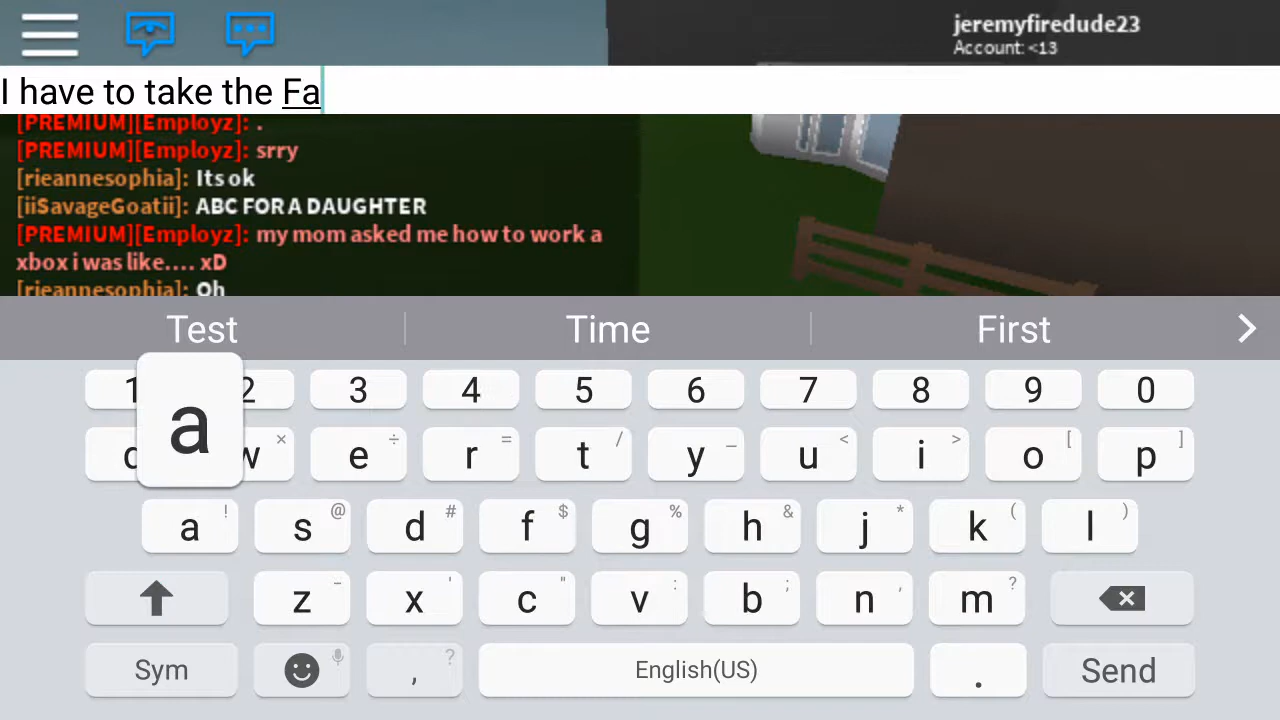 jeremyfiredude23
Account: <13
I have to take the Fa
[PREMIUM][Employz]: .
[PREMIUM][Employz]: srry
[rieannesophia]: Its ok
[iiSavageGoatii]: ABC FOR A DAUGHTER
[PREMIUM][Employz]: my mom asked me how to work a
xbox i was like.... xD
[rieannesophia]: Oh
Test Time First
1 2 3 4 5 6 7 8 9 0
a
q w × e ÷ r = t / y _ u < i > o [ p ]
a ! s @ d # f $ g % h & j * k ( l )
z - x ' c " v : b ; n , m ?
Sym , ? English(US) . Send